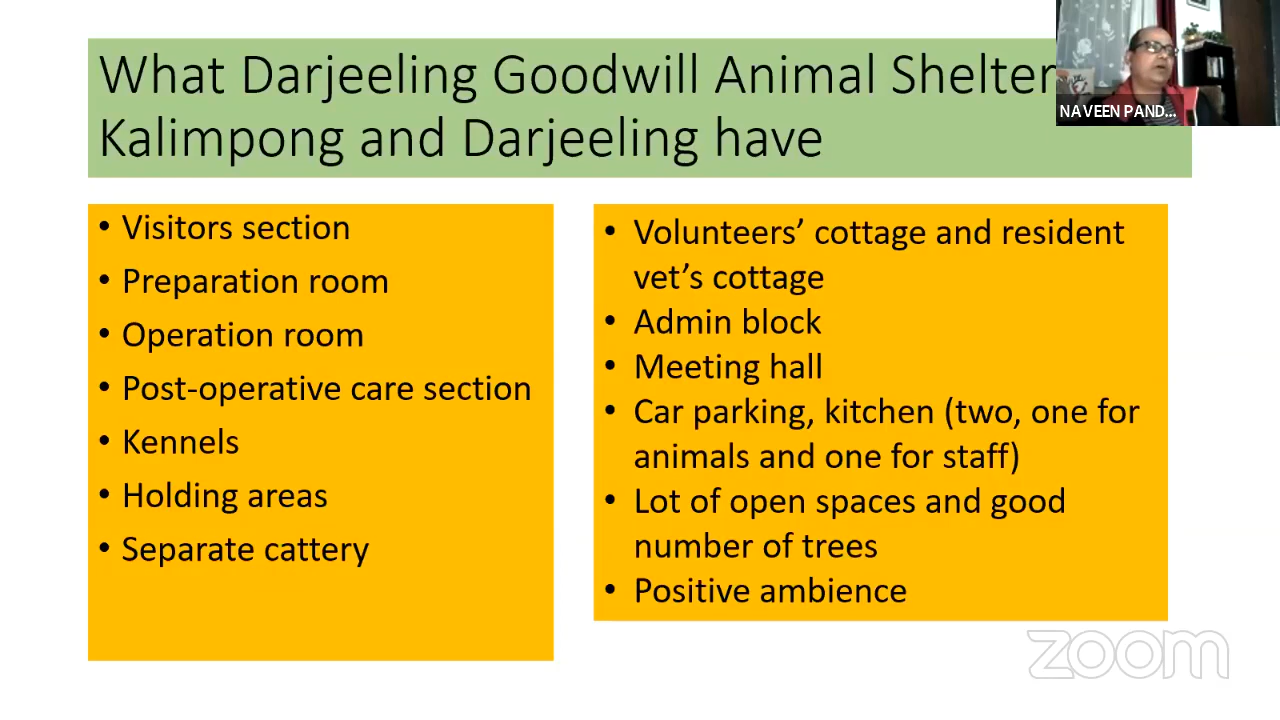 What Darjeeling Goodwill Animal Shelter
Kalimpong and Darjeeling have
NAVEEN PAND...
• Visitors section
• Preparation room
• Operation room
• Post-operative care section
• Kennels
• Holding areas
• Separate cattery
• Volunteers’ cottage and resident
vet’s cottage
• Admin block
• Meeting hall
• Car parking, kitchen (two, one for
animals and one for staff)
• Lot of open spaces and good
number of trees
• Positive ambience
zoom